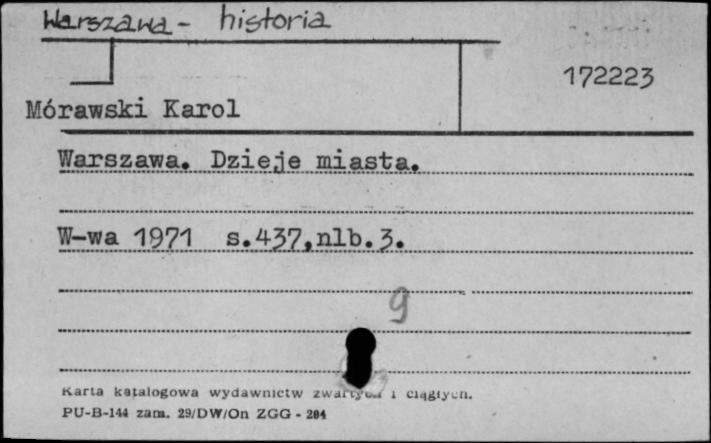 Warszawa - historia
172223
Mórawski Karol
Warszawa. Dzieje miasta.
W-wa 1971 s.437,nlb.3.
9
Karta katalogowa wydawnictw zwartych i ciągłych.
PU-B-144 zam. 29/DW/On ZGG - 204